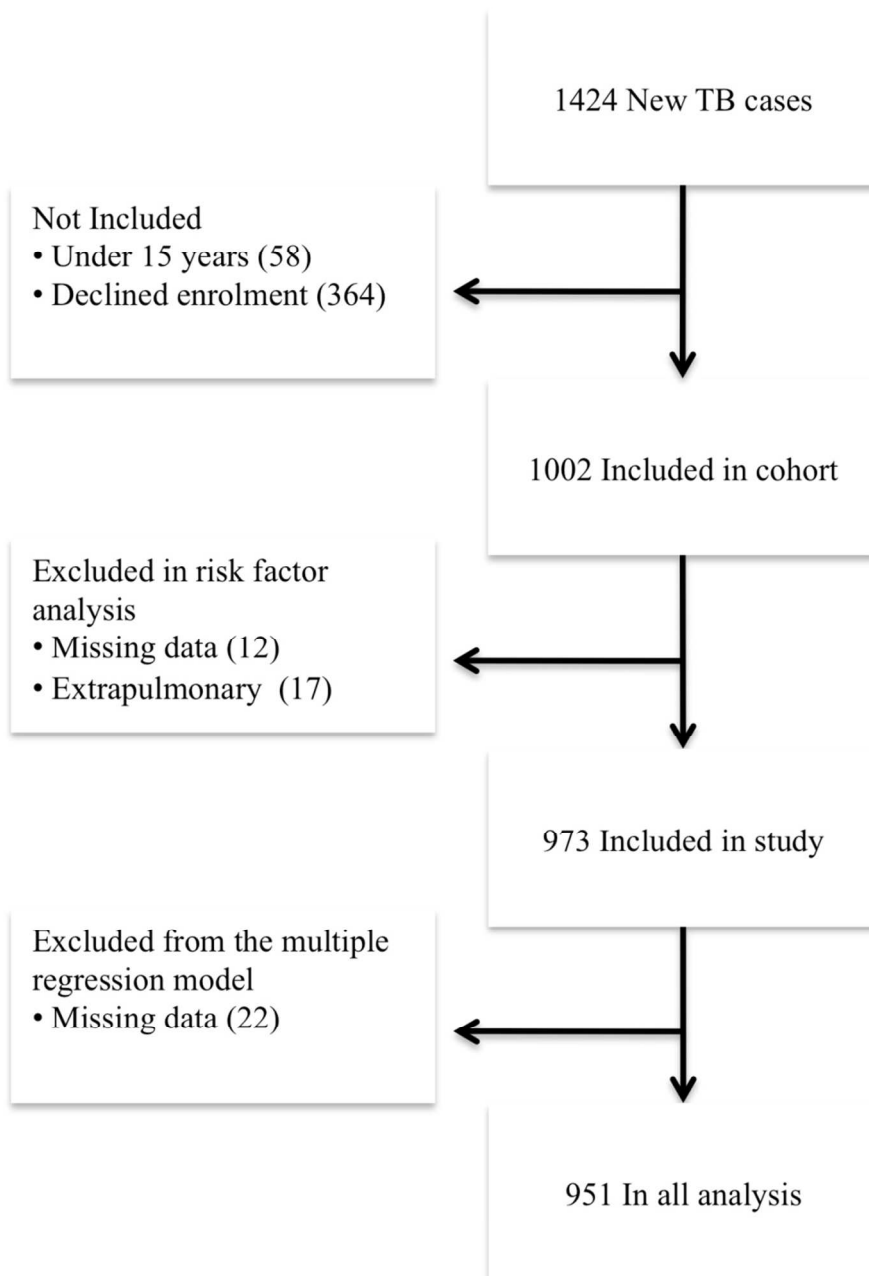 1424 New TB cases
Not Included
• Under 15 years (58)
• Declined enrolment (364)
1002 Included in cohort
Excluded in risk factor
analysis
• Missing data (12)
• Extrapulmonary (17)
973 Included in study
Excluded from the multiple
regression model
• Missing data (22)
951 In all analysis